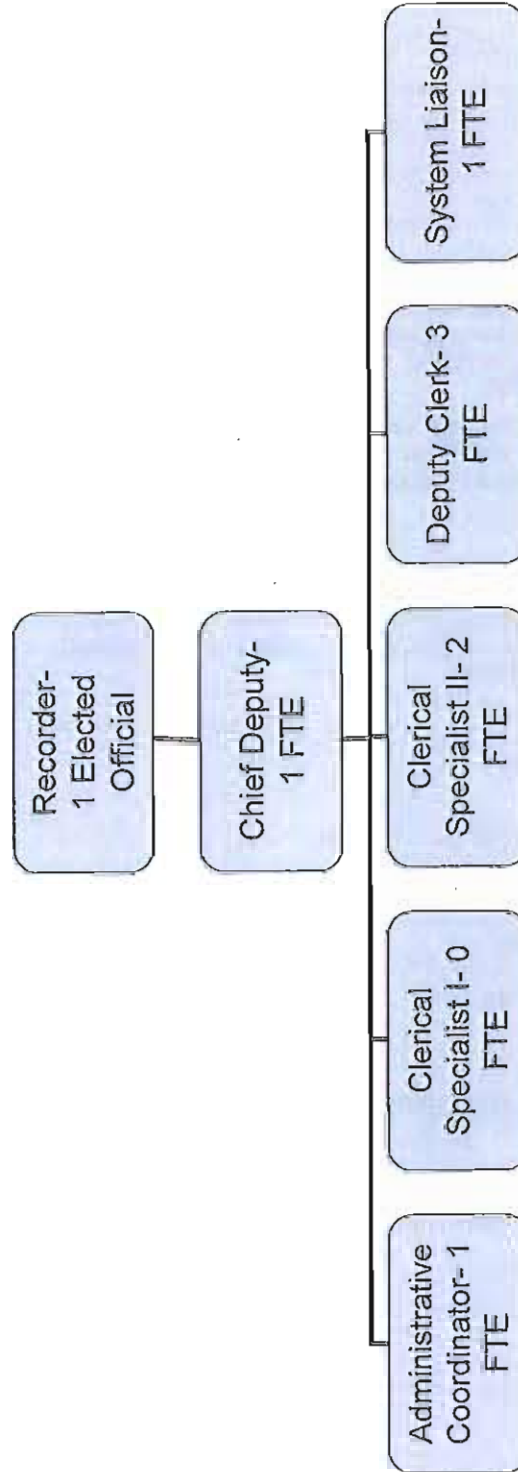 Recorder-
1 Elected
Official
Chief Deputy-
1 FTE
Administrative
Coordinator- 1
FTE
Clerical
Specialist I- 0
FTE
Clerical
Specialist II- 2
FTE
Deputy Clerk- 3
FTE
System Liaison-
1 FTE